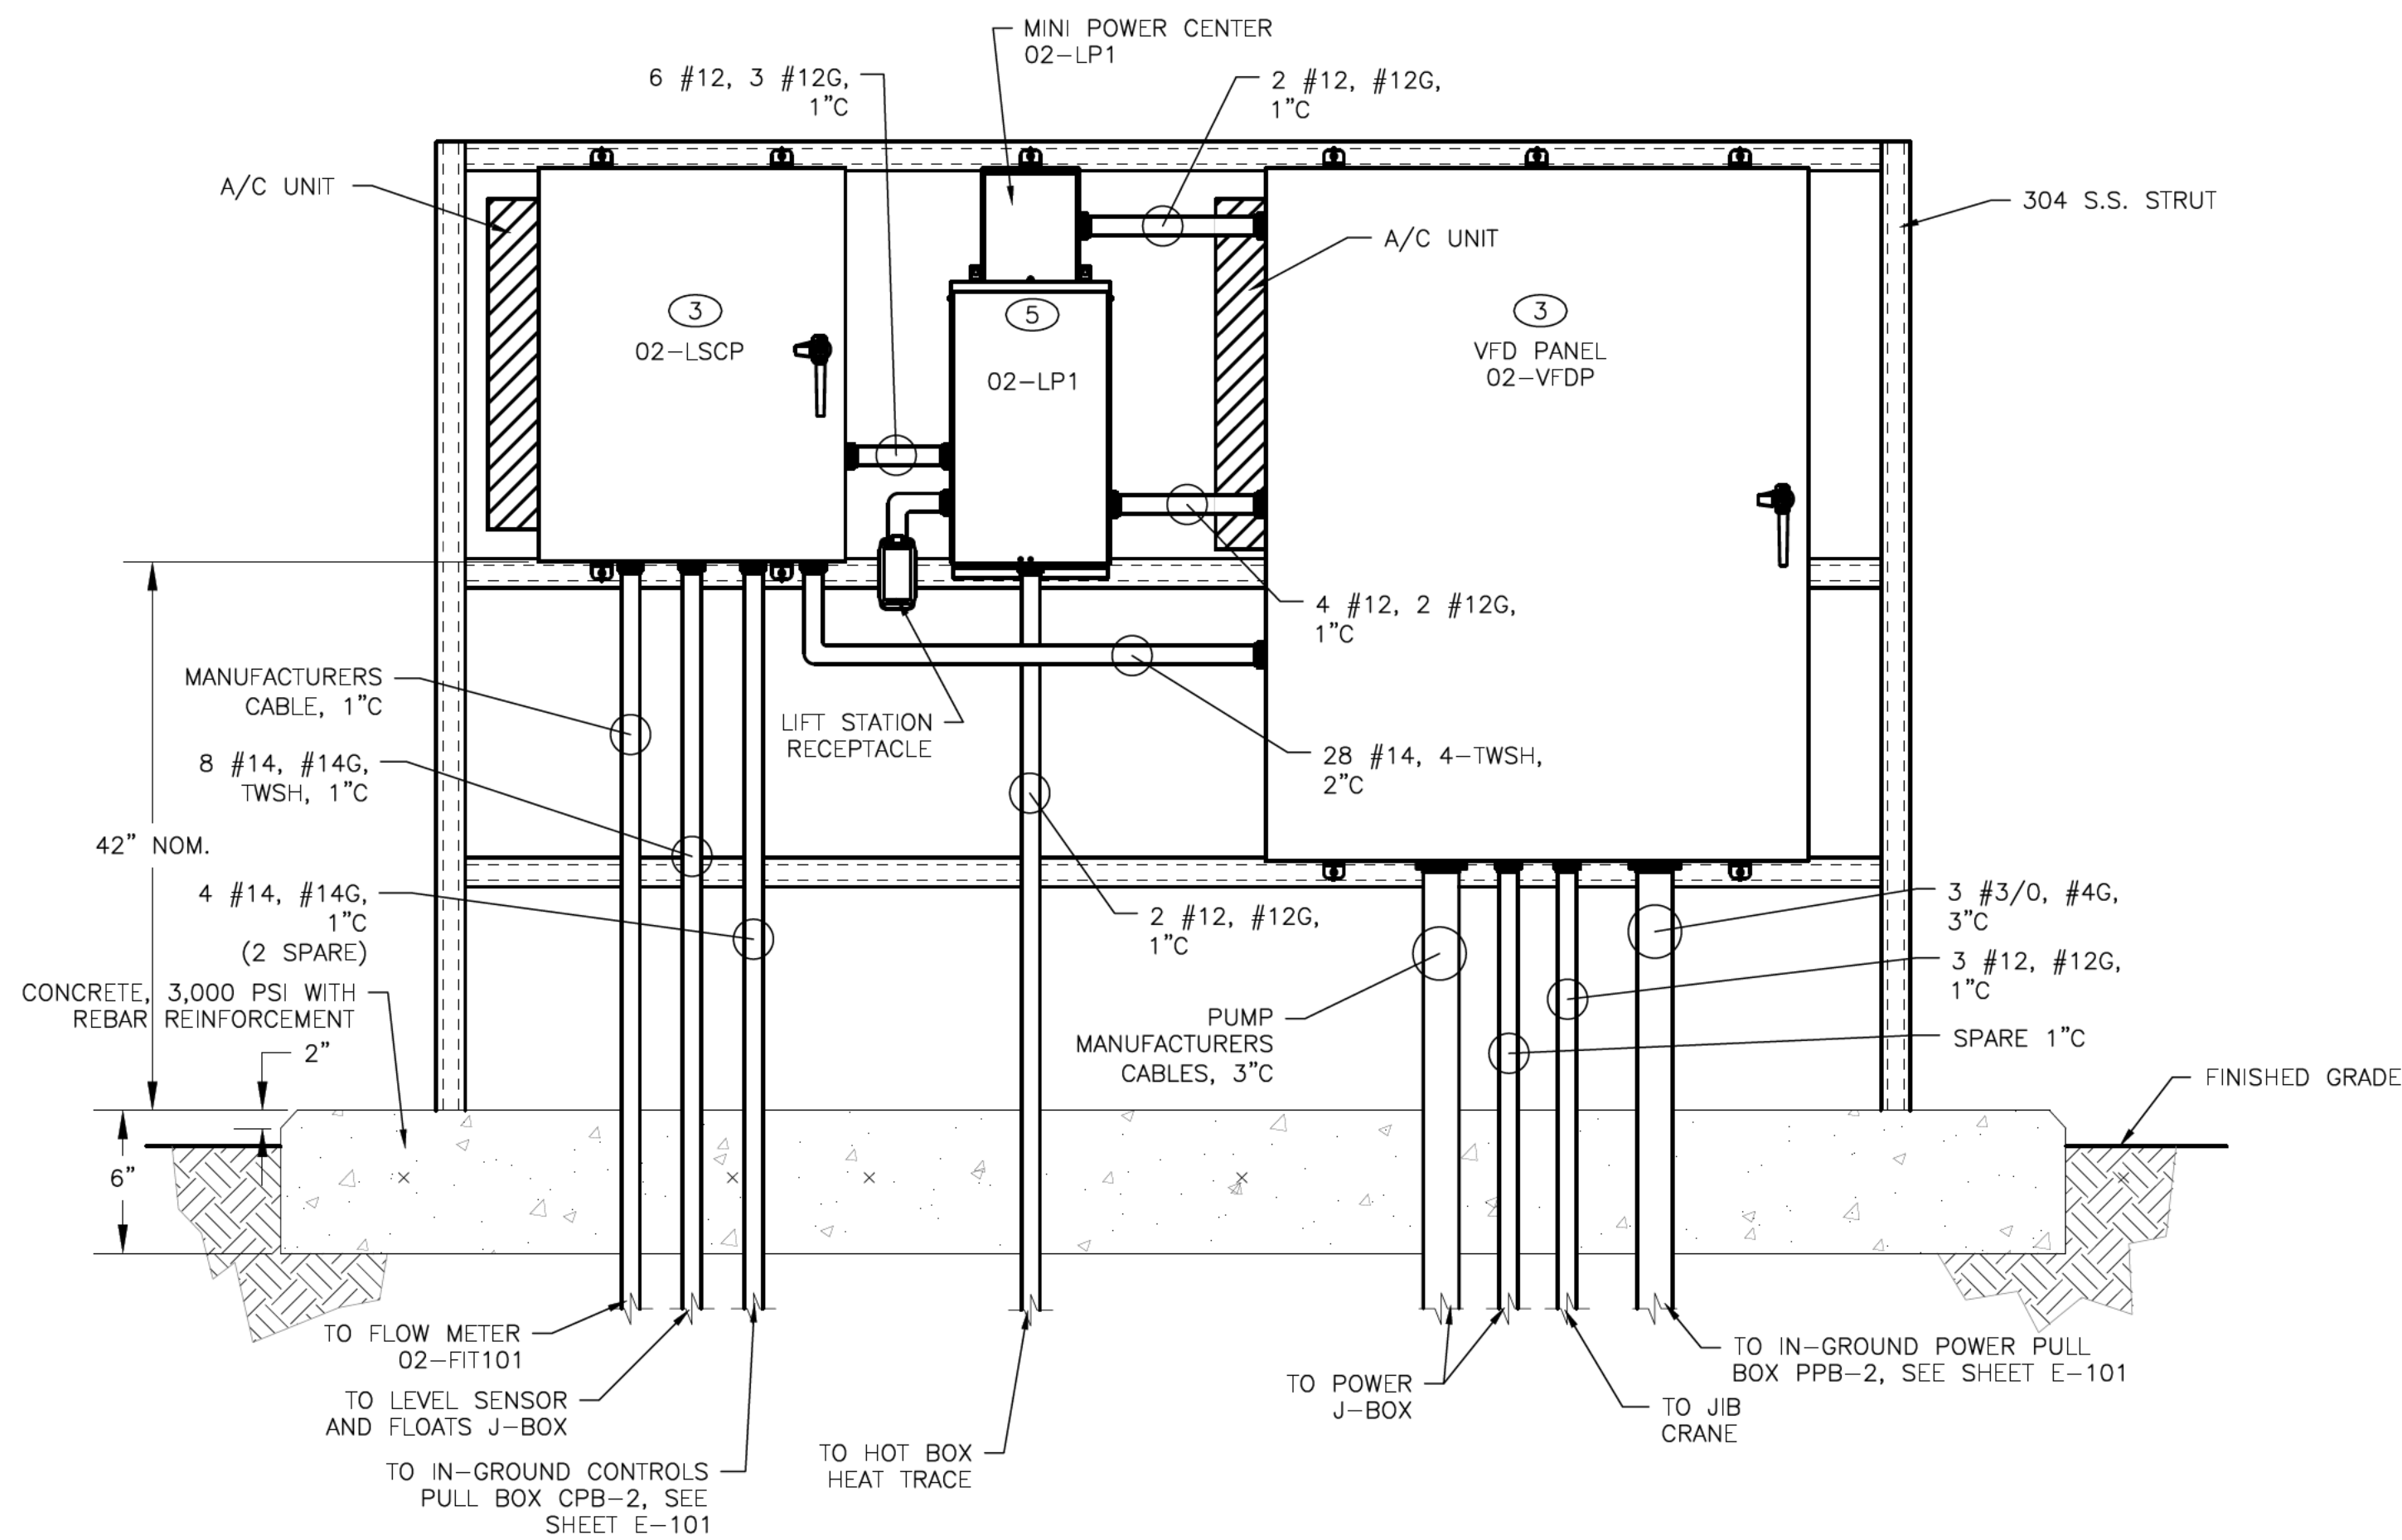 MINI POWER CENTER
02-LP1
6 #12, 3 #12G,
1"C
2 #12, #12G,
1"C
A/C UNIT
304 S.S. STRUT
A/C UNIT
3
02-LSCP
5
02-LP1
3
VFD PANEL
02-VFDP
4 #12, 2 #12G,
1"C
MANUFACTURERS
CABLE, 1"C
LIFT STATION
RECEPTACLE
28 #14, 4-TWSH,
2"C
8 #14, #14G,
TWSH, 1"C
42" NOM.
4 #14, #14G,
1"C
(2 SPARE)
2 #12, #12G,
1"C
3 #3/0, #4G,
3"C
3 #12, #12G,
1"C
CONCRETE, 3,000 PSI WITH
REBAR REINFORCEMENT
PUMP
MANUFACTURERS
CABLES, 3"C
SPARE 1"C
2"
FINISHED GRADE
6"
TO FLOW METER
02-FIT101
TO LEVEL SENSOR
AND FLOATS J-BOX
TO IN-GROUND CONTROLS
PULL BOX CPB-2, SEE
SHEET E-101
TO HOT BOX
HEAT TRACE
TO POWER
J-BOX
TO JIB
CRANE
TO IN-GROUND POWER PULL
BOX PPB-2, SEE SHEET E-101